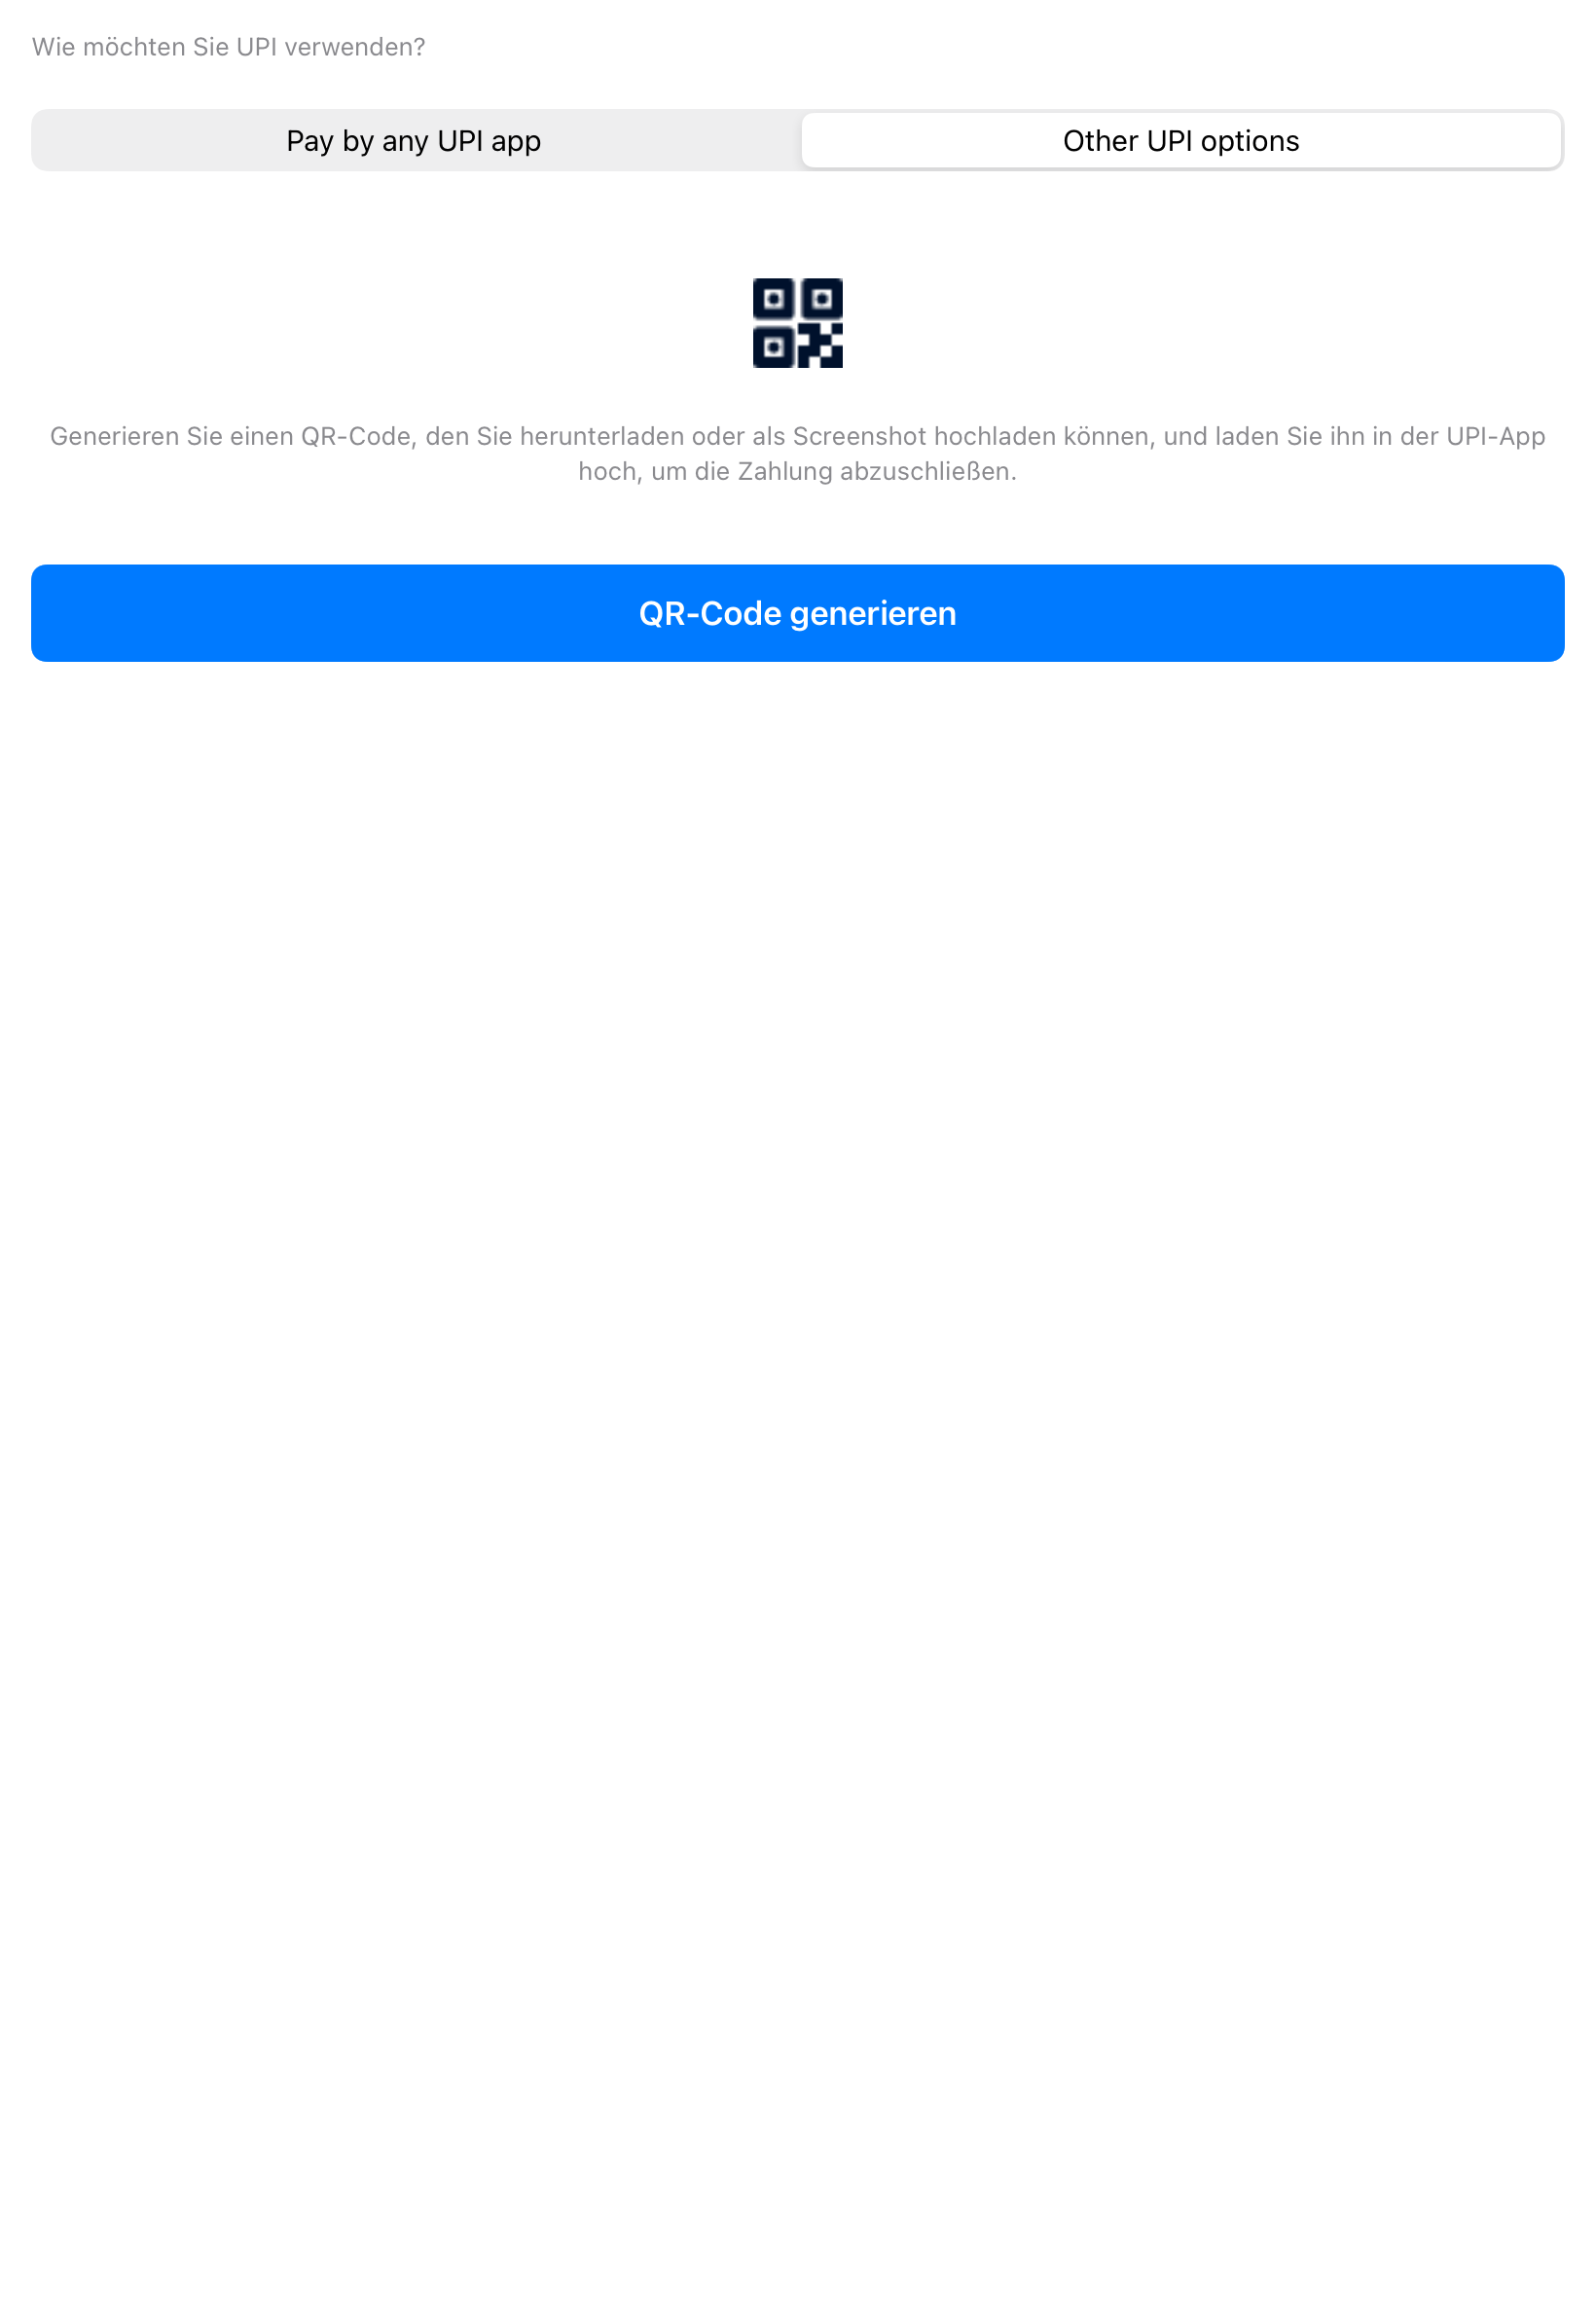 Wie möchten Sie UPI verwenden?
Pay by any UPI app
Other UPI options
Generieren Sie einen QR-Code, den Sie herunterladen oder als Screenshot hochladen können, und laden Sie ihn in der UPI-App
hoch, um die Zahlung abzuschließen.
QR-Code generieren